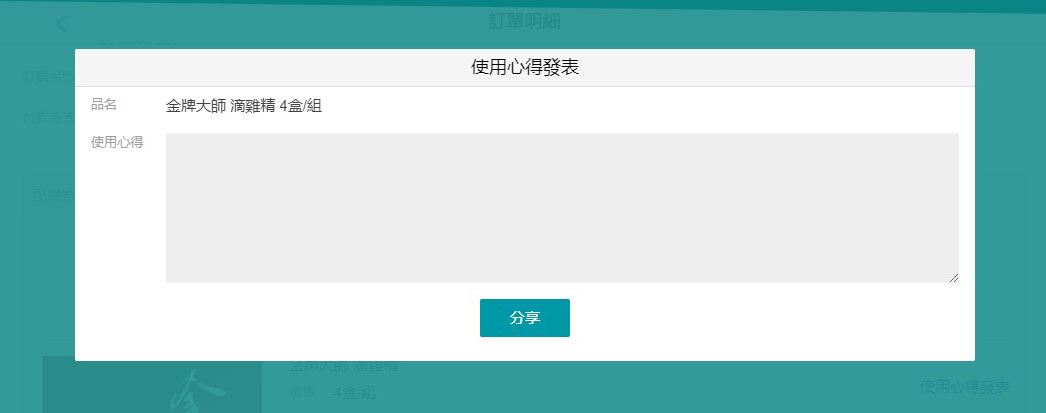 訂單明細
使用心得發表
品名
金牌大師 滴雞精 4盒/組
使用心得
分享
金牌大師 滴雞精
規格
4盒/組
使用心得發表